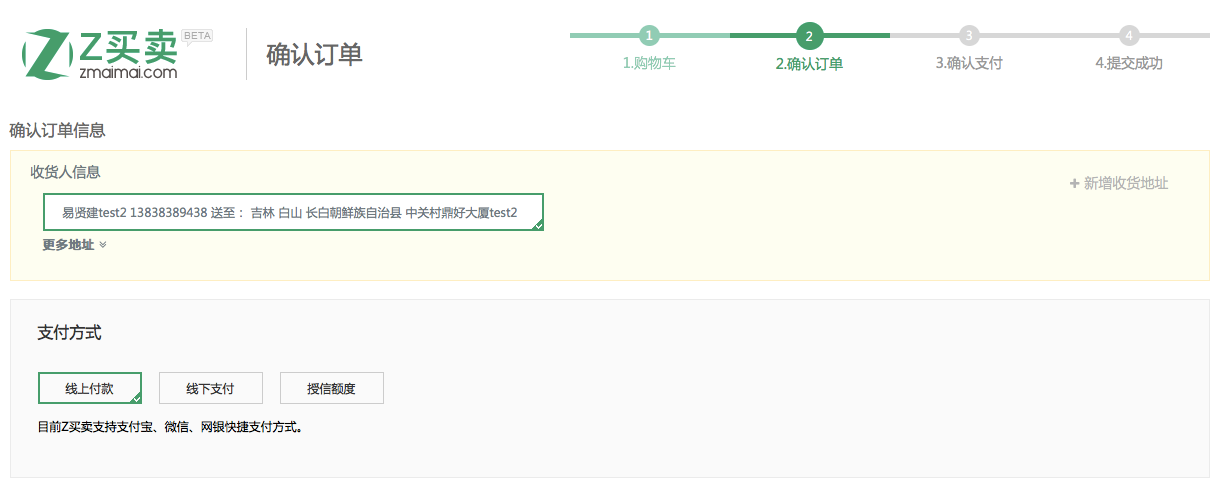 Z买卖 BETA
zmaimai.com
确认订单
1 2 3 4
1.购物车 2.确认订单 3.确认支付 4.提交成功
确认订单信息
收货人信息
+ 新增收货地址
易贤建test2 13838389438 送至： 吉林 白山 长白朝鲜族自治县 中关村鼎好大厦test2
更多地址
支付方式
线上付款 线下支付 授信额度
目前Z买卖支持支付宝、微信、网银快捷支付方式。